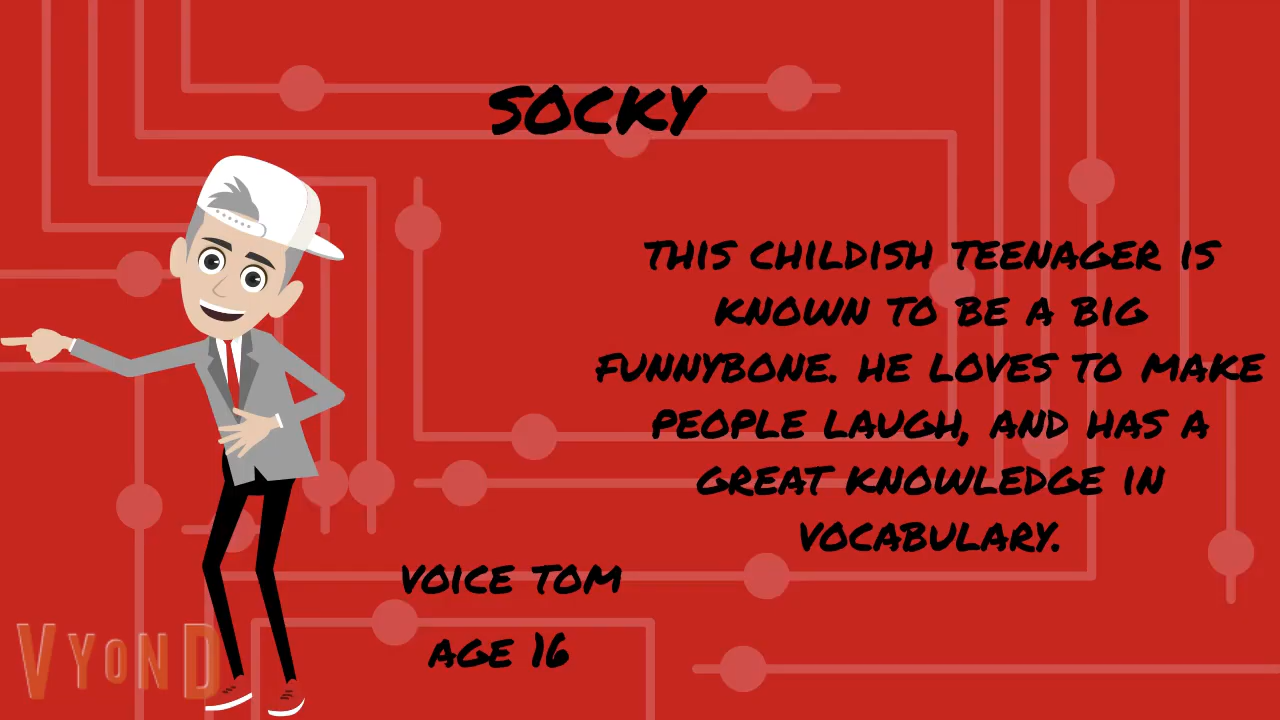 SOCKY
THIS CHILDISH TEENAGER IS
KNOWN TO BE A BIG
FUNNYBONE. HE LOVES TO MAKE
PEOPLE LAUGH, AND HAS A
GREAT KNOWLEDGE IN
VOCABULARY.
VOICE TOM
AGE 16
VYOND